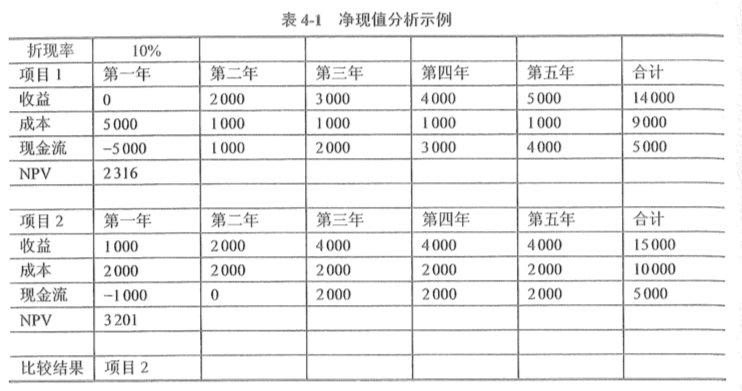 表 4-1 净现值分析示例
折现率 10%
项目 1 第一年 第二年 第三年 第四年 第五年 合计
收益 0 2000 3000 4000 5000 14000
成本 5000 1000 1000 1000 1000 9000
现金流 −5000 1000 2000 3000 4000 5000
NPV 2316
项目 2 第一年 第二年 第三年 第四年 第五年 合计
收益 1000 2000 4000 4000 4000 15000
成本 2000 2000 2000 2000 2000 10000
现金流 −1000 0 2000 2000 2000 5000
NPV 3201
比较结果 项目 2